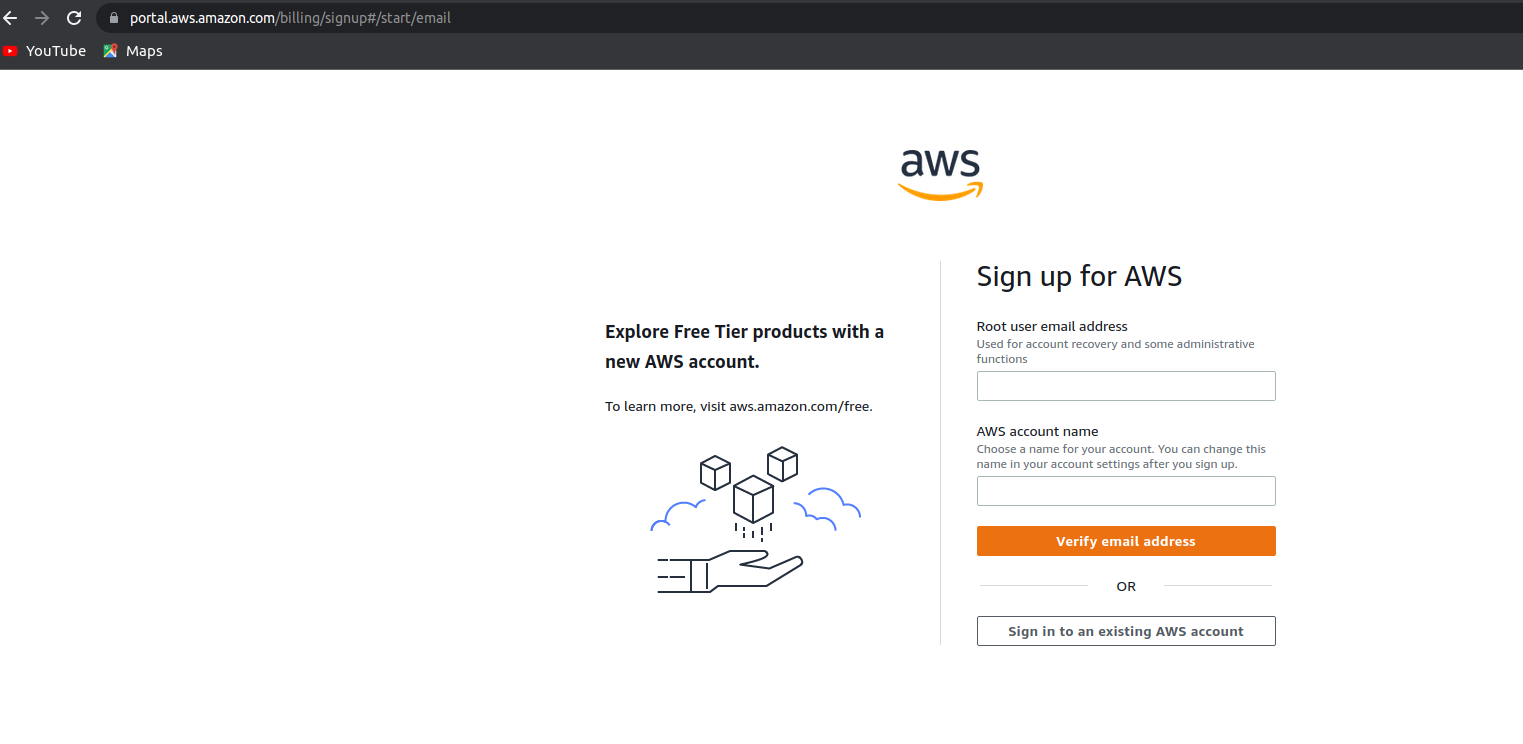 portal.aws.amazon.com/billing/signup#/start/email
YouTube Maps
aws
Explore Free Tier products with a
new AWS account.
To learn more, visit aws.amazon.com/free.
Sign up for AWS
Root user email address
Used for account recovery and some administrative
functions
AWS account name
Choose a name for your account. You can change this
name in your account settings after you sign up.
Verify email address
OR
Sign in to an existing AWS account